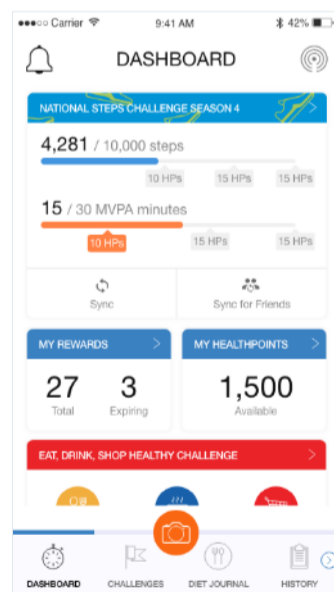 Carrier 9:41 AM 42%
DASHBOARD
NATIONAL STEPS CHALLENGE SEASON 4
4,281 / 10,000 steps
10 HPs 15 HPs 15 HPs
15 / 30 MVPA minutes
10 HPs 15 HPs 15 HPs
Sync Sync for Friends
MY REWARDS MY HEALTHPOINTS
27 3 1,500
Total Expiring Available
EAT, DRINK, SHOP HEALTHY CHALLENGE
DASHBOARD CHALLENGES DIET JOURNAL HISTORY